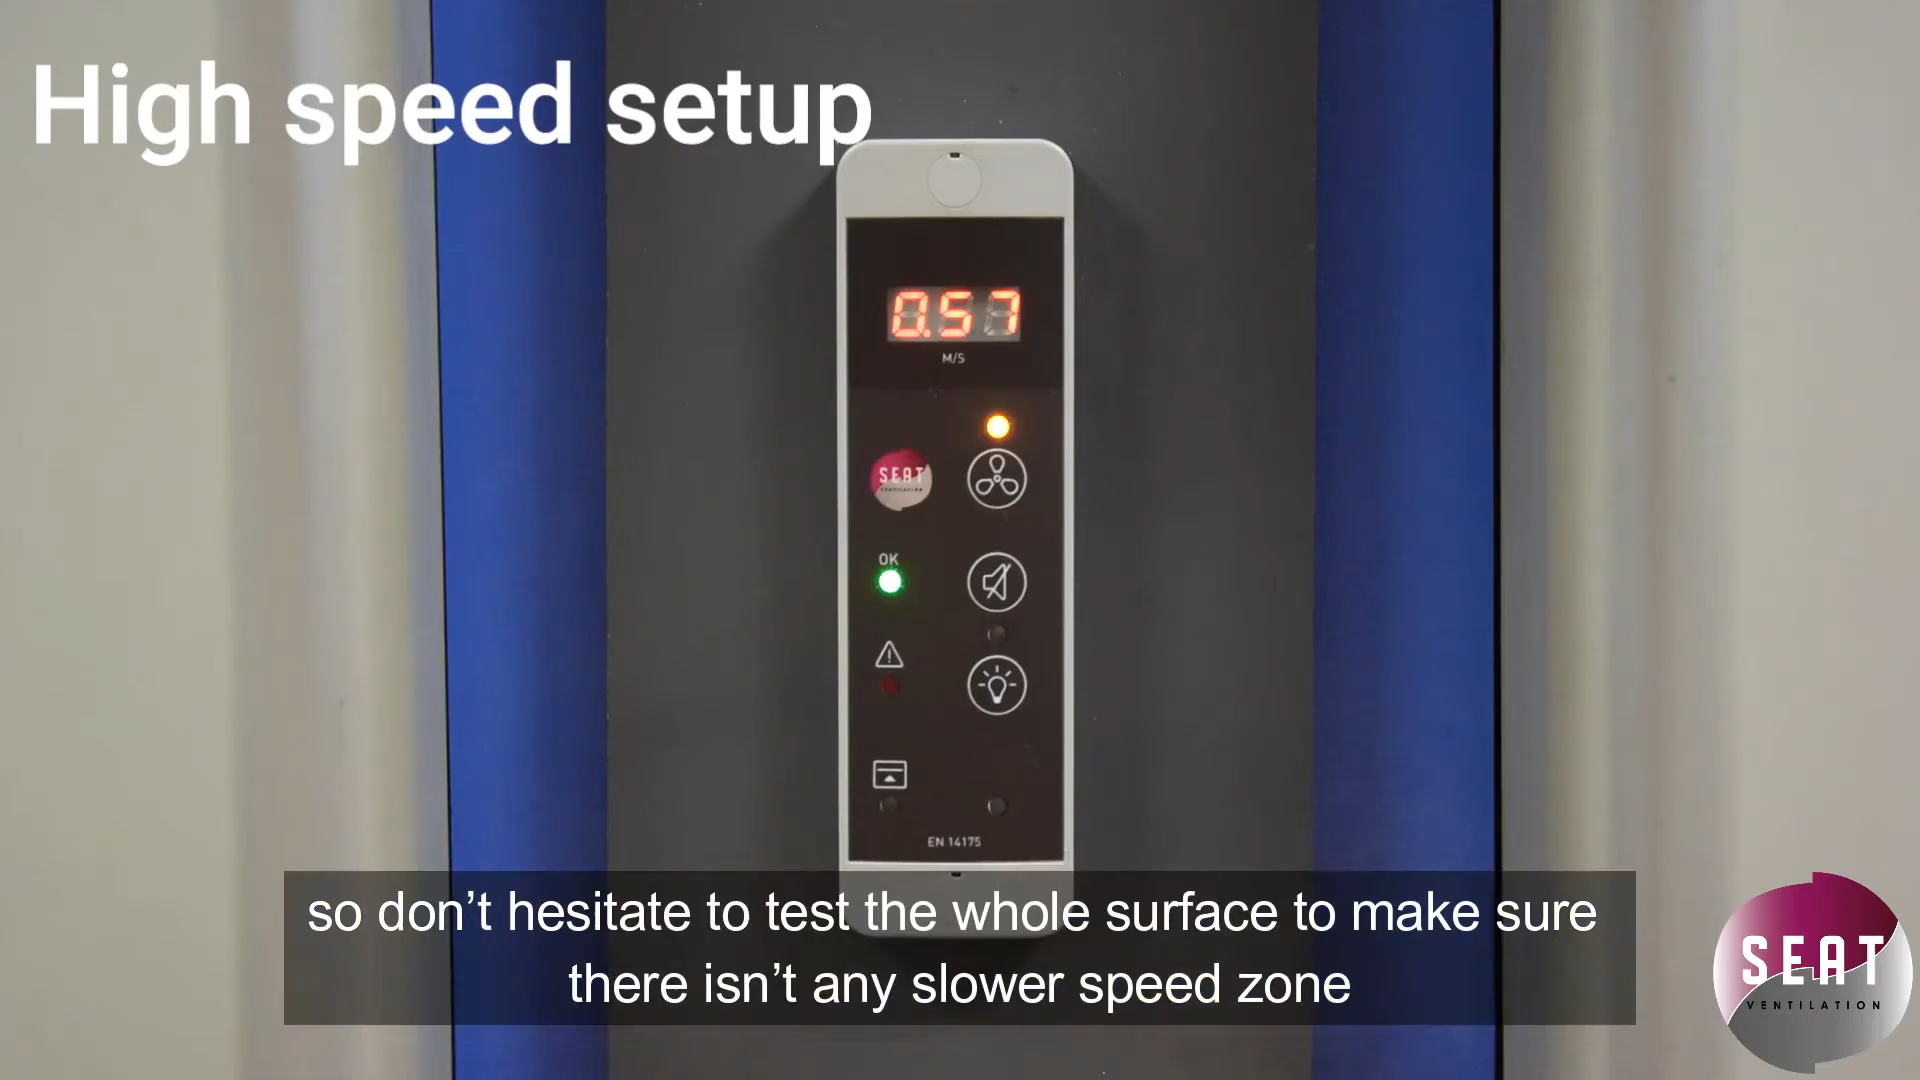 High speed setup
0.57
M/S
SEAT
VENTILATION
OK
EN 14175
so don't hesitate to test the whole surface to make sure
there isn't any slower speed zone
SEAT
VENTILATION